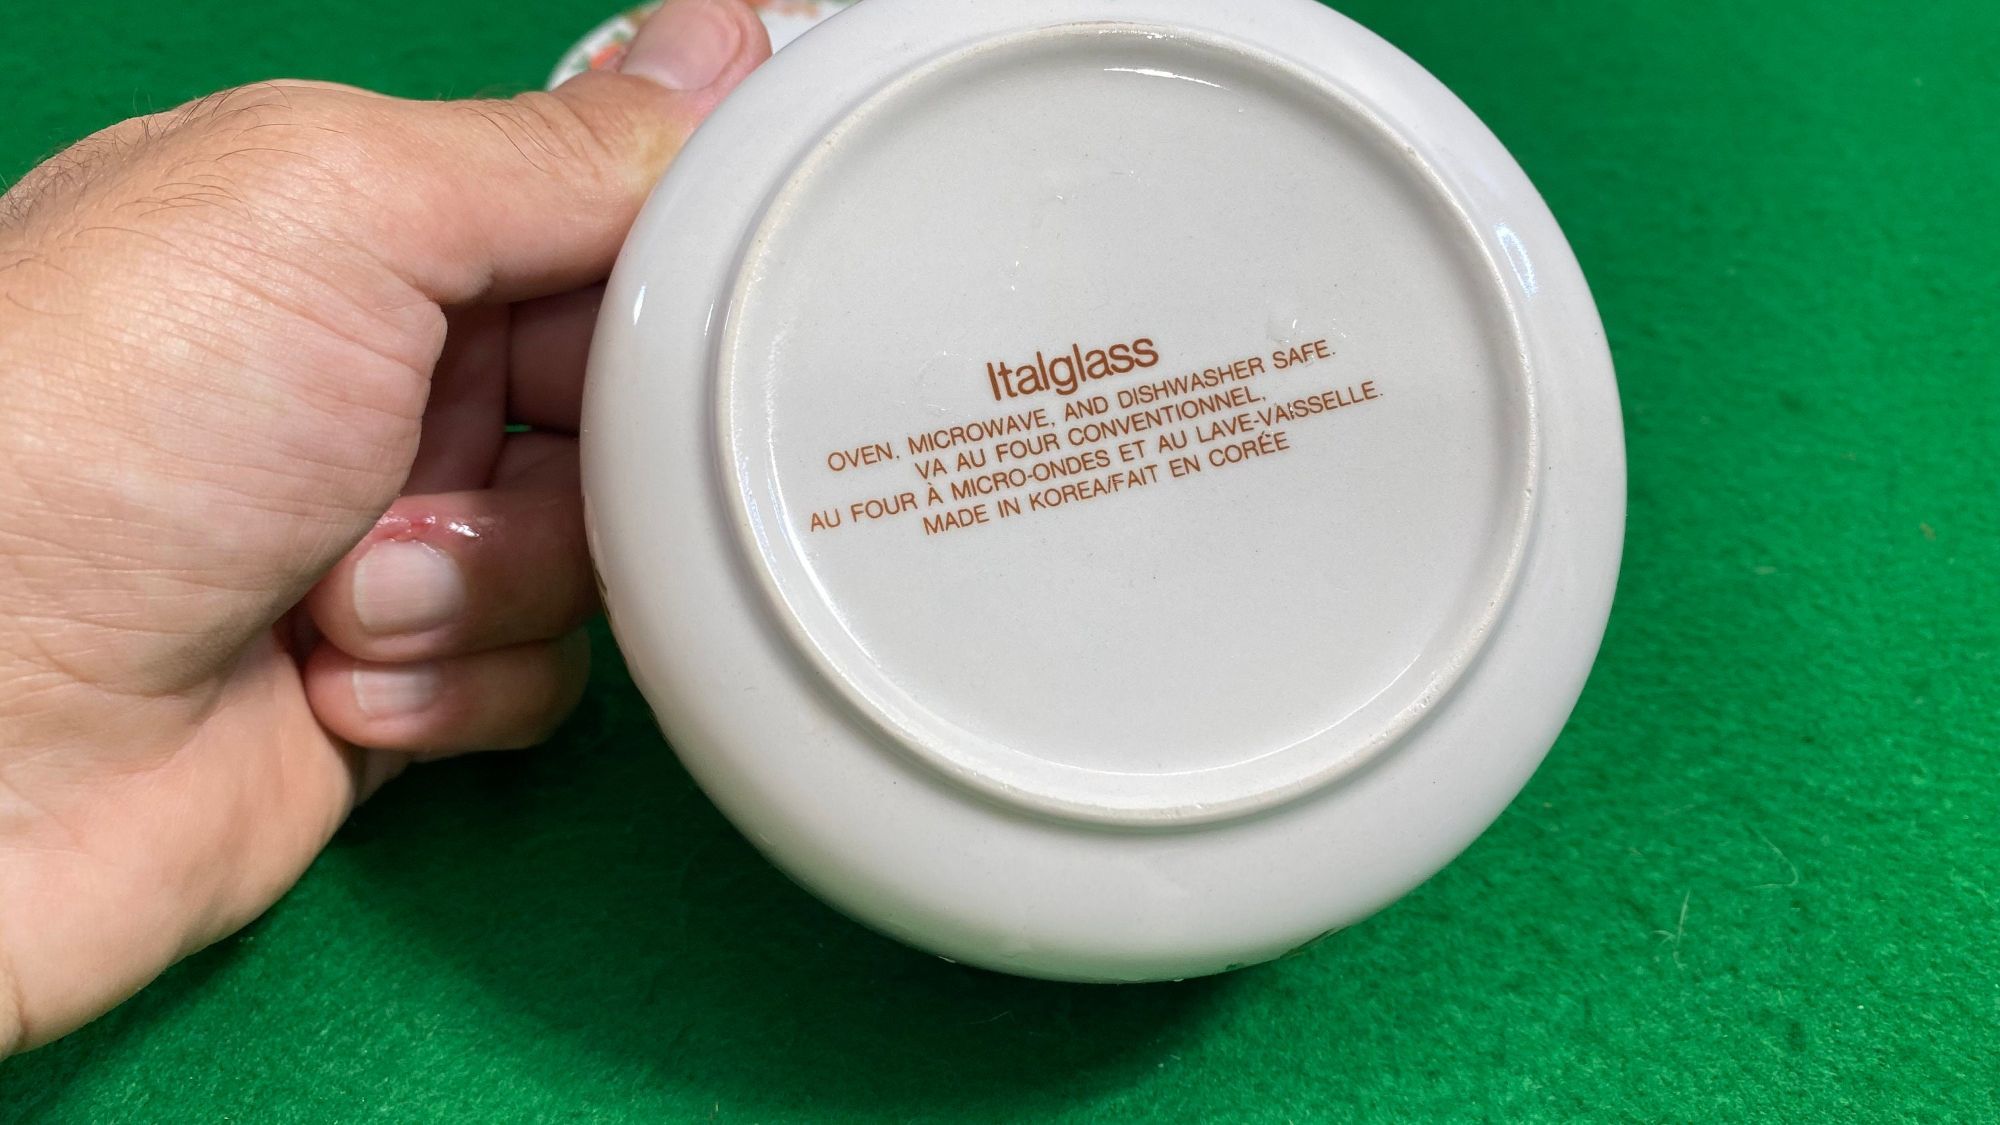 Italglass
OVEN. MICROWAVE, AND DISHWASHER SAFE.
VA AU FOUR CONVENTIONNEL,
AU FOUR À MICRO-ONDES ET AU LAVE-VAISSELLE.
MADE IN KOREA/FAIT EN CORÉE